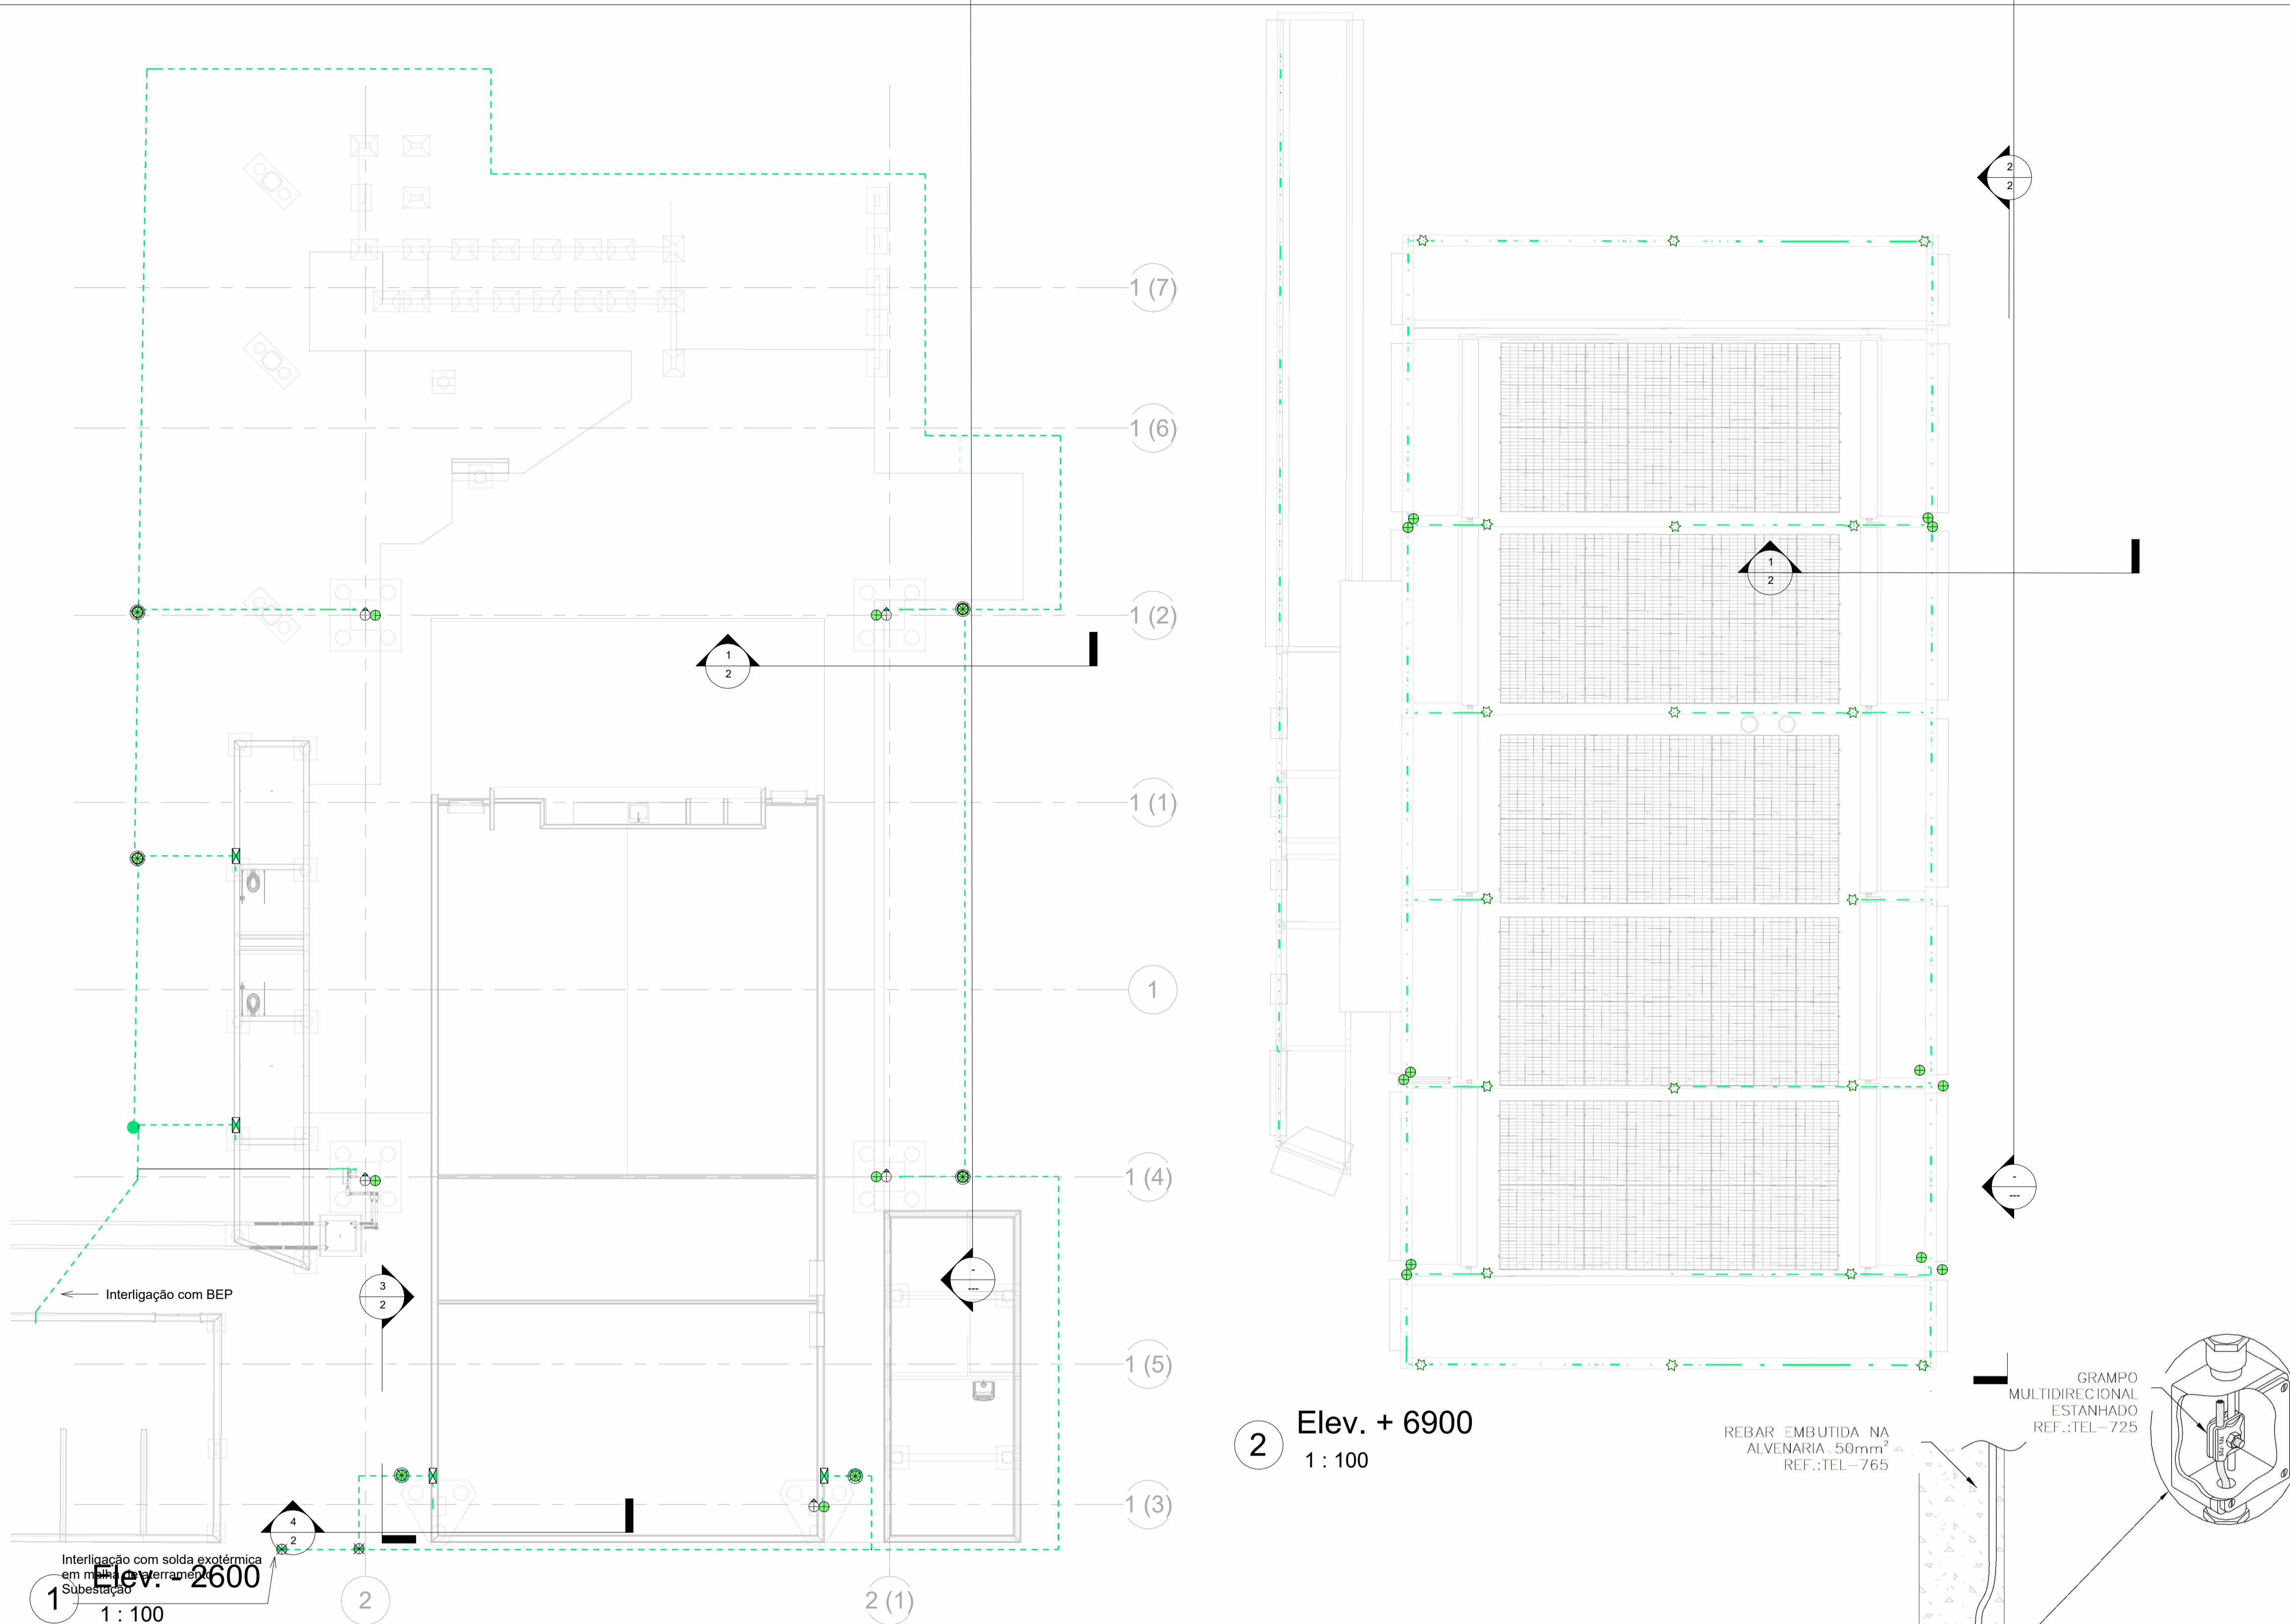 1 (7)
1 (6)
1 (2)
1 (1)
1
1 (4)
1 (5)
1 (3)
2
2 (1)
1
2
3
2
4
2
-
---
Interligação com BEP
Interligação com solda exotérmica
em malha de aterramento
Subestação
1
Elev. - 2600
1 : 100
2
2
1
2
-
---
2
Elev. + 6900
1 : 100
REBAR EMBUTIDA NA
ALVENARIA 50mm²
REF.:TEL-765
GRAMPO
MULTIDIRECIONAL
ESTANHADO
REF.:TEL-725